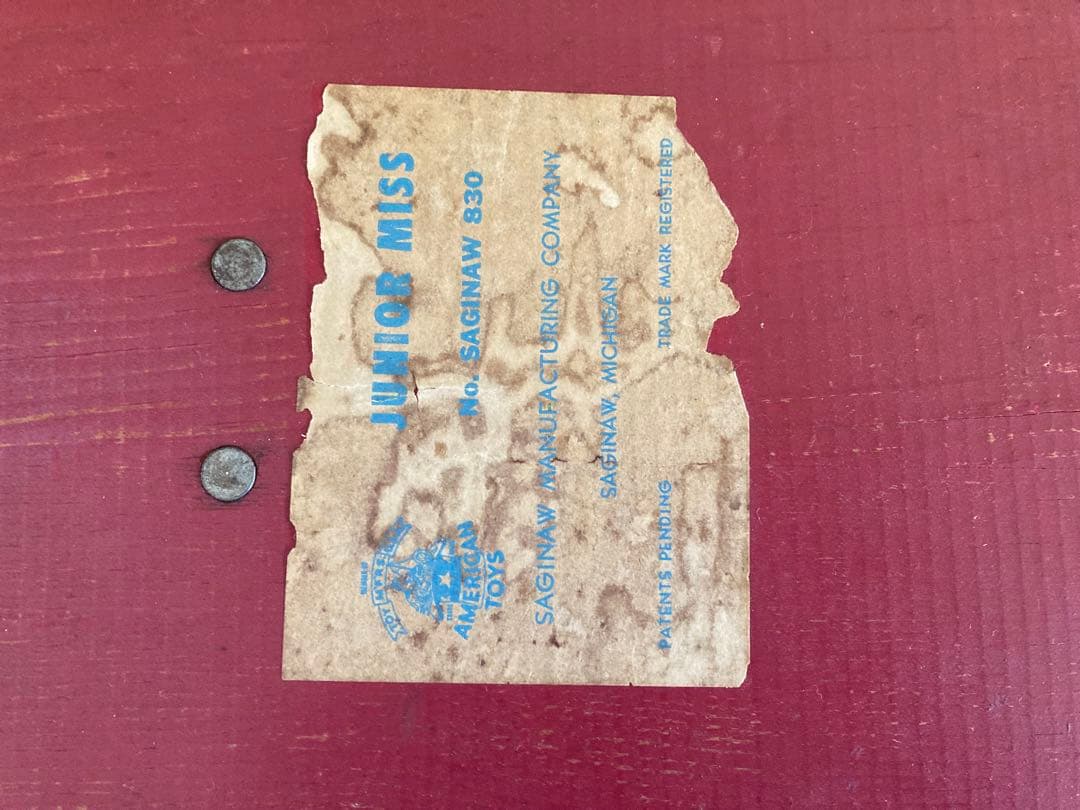 JUNIOR MISS
No. SAGINAW 830
AMERICAN
TOYS
SAGINAW MANUFACTURING COMPANY
SAGINAW, MICHIGAN
PATENTS PENDING TRADE MARK REGISTERED